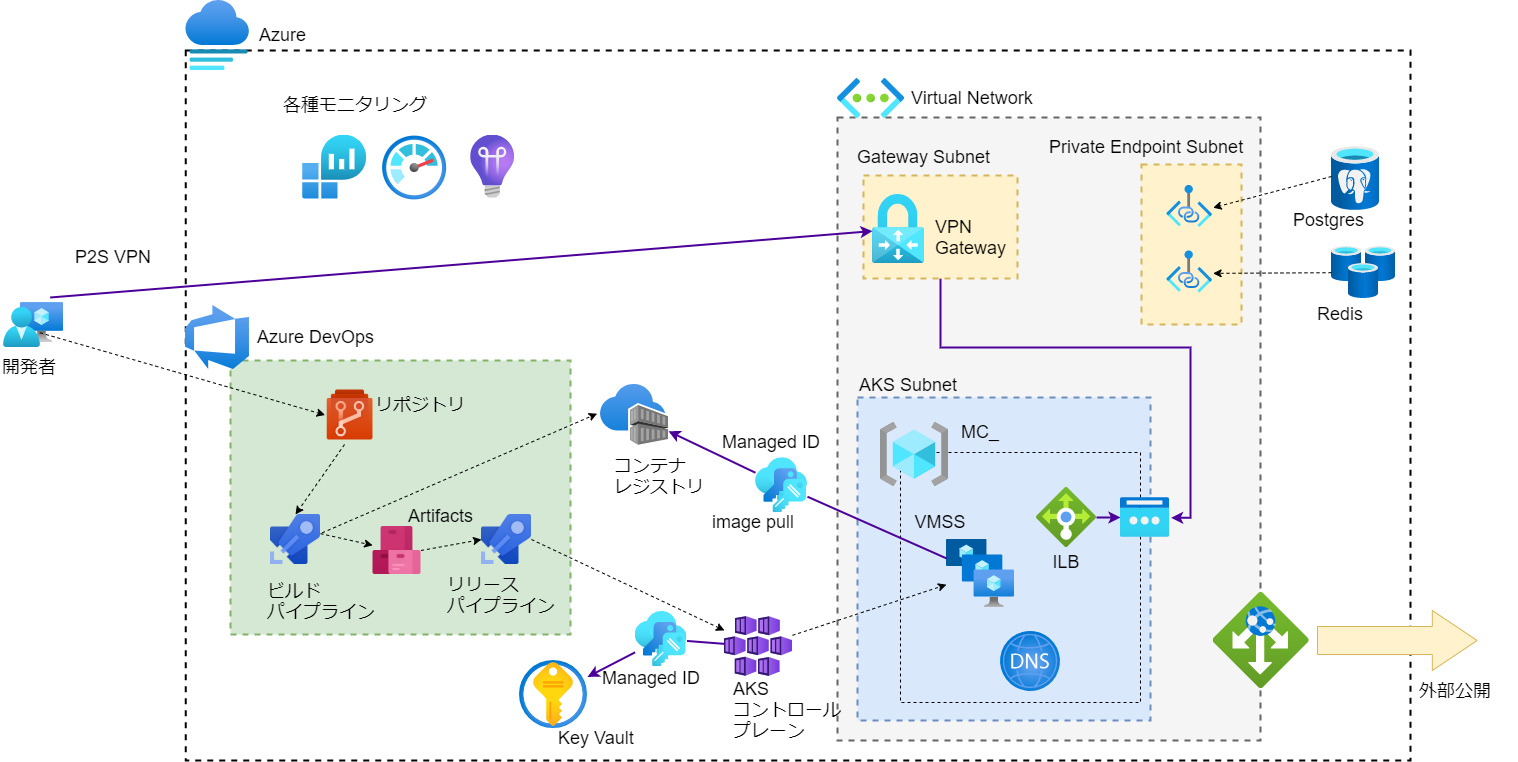 Azure
各種モニタリング
Virtual Network
Gateway Subnet
Private Endpoint Subnet
VPN
Gateway
Postgres
P2S VPN
Redis
開発者
Azure DevOps
AKS Subnet
リポジトリ
MC_
Managed ID
コンテナ
レジストリ
image pull
Artifacts
VMSS
ILB
ビルド
パイプライン
リリース
パイプライン
DNS
Managed ID
AKS
コントロール
プレーン
Key Vault
外部公開